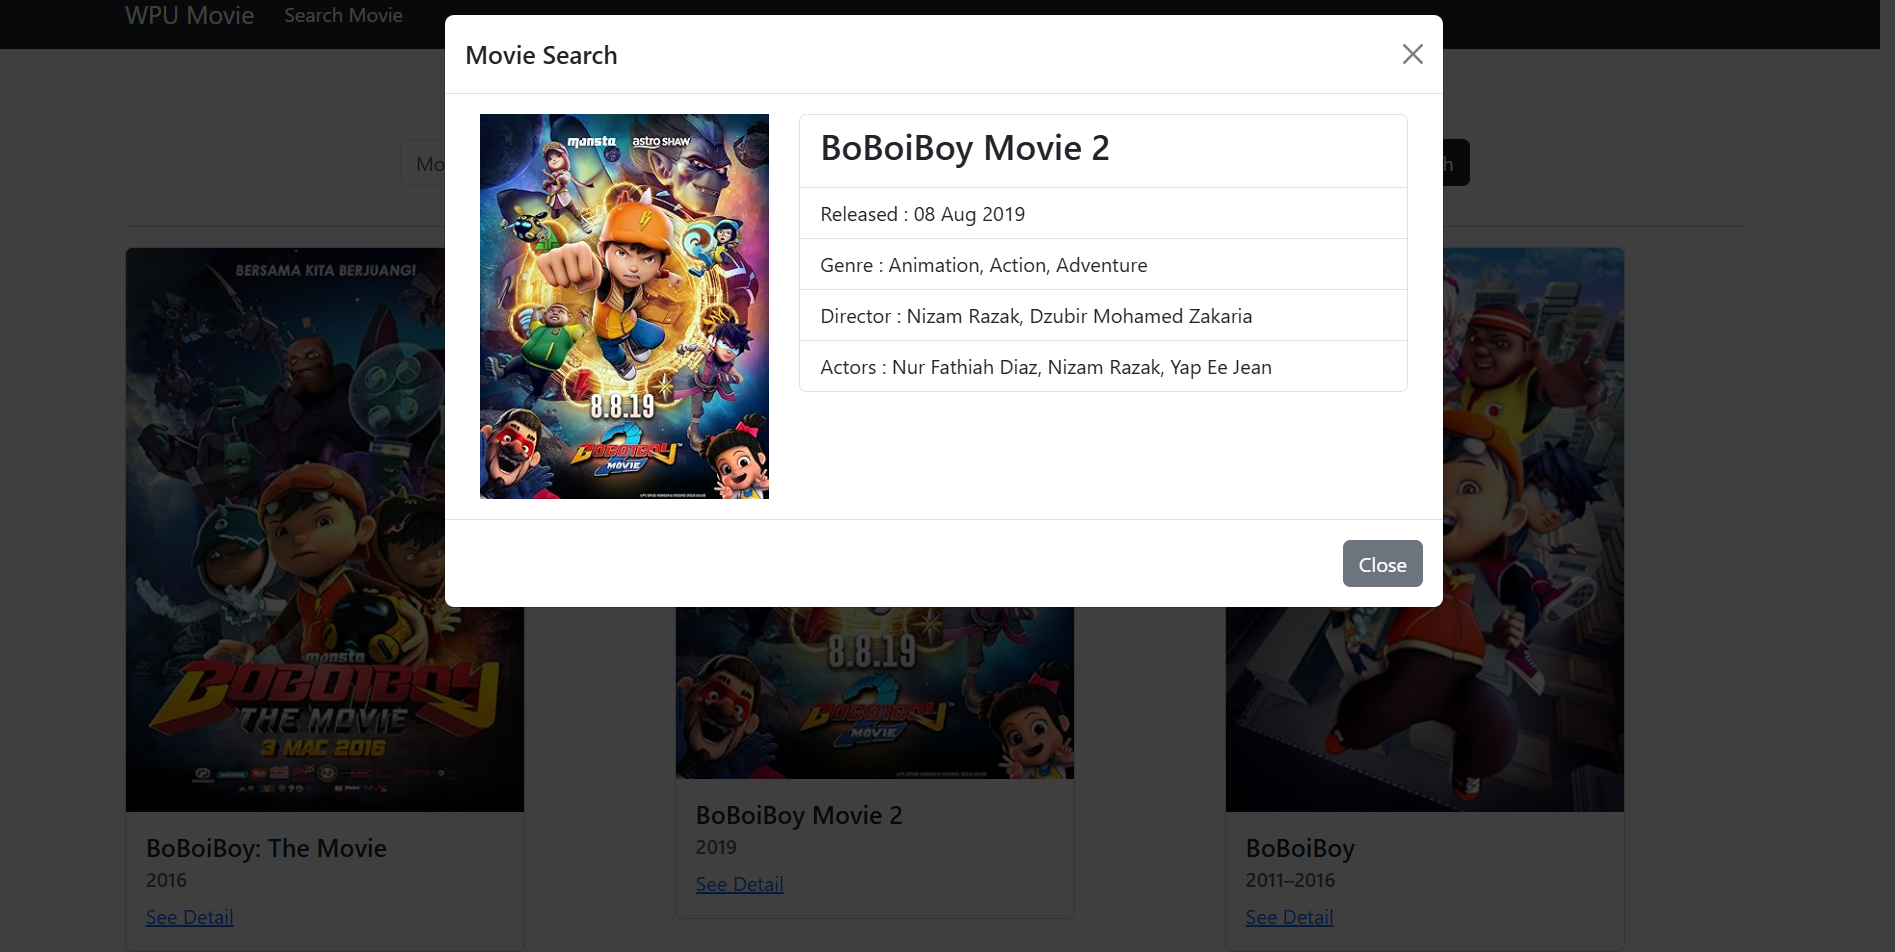 WPU Movie
Search Movie
Movie Search
Mo
h
monsta
astro SHAW
8.8.19
BOBOIBOY
MOVIE 2
BoBoiBoy Movie 2
Released : 08 Aug 2019
Genre : Animation, Action, Adventure
Director : Nizam Razak, Dzubir Mohamed Zakaria
Actors : Nur Fathiah Diaz, Nizam Razak, Yap Ee Jean
Close
BERSAMA KITA BERJUANG!
monsta
BOBOIBOY
THE MOVIE
3 MAC 2016
BoBoiBoy: The Movie
2016
See Detail
8.8.19
BOBOIBOY
MOVIE 2
BoBoiBoy Movie 2
2019
See Detail
BoBoiBoy
2011–2016
See Detail